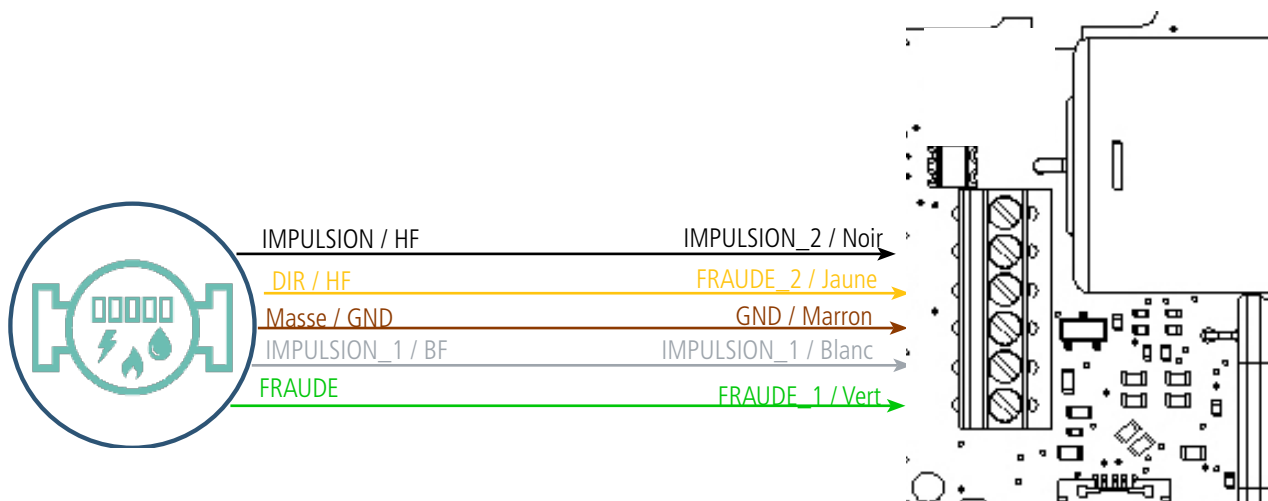 IMPULSION / HF IMPULSION_2 / Noir
DIR / HF FRAUDE_2 / Jaune
Masse / GND GND / Marron
IMPULSION_1 / BF IMPULSION_1 / Blanc
FRAUDE FRAUDE_1 / Vert